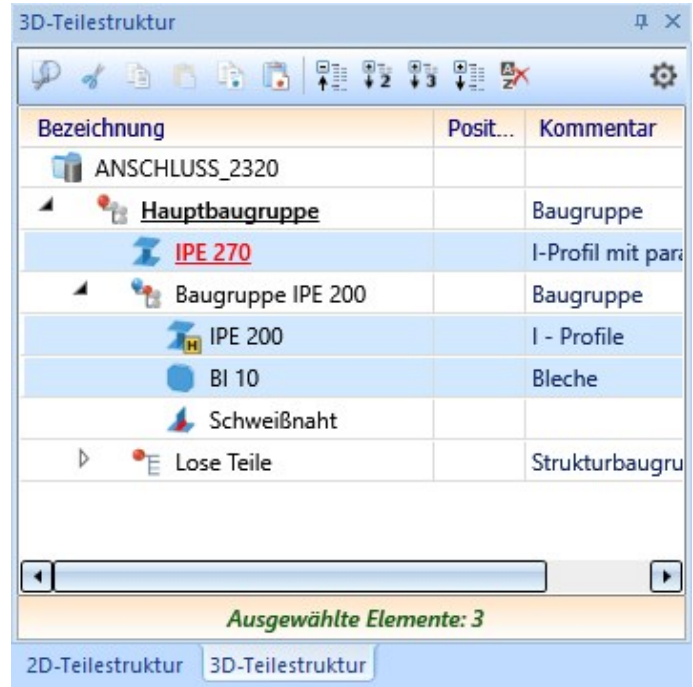 3D-Teilestruktur
Bezeichnung Posit... Kommentar
ANSCHLUSS_2320
Hauptbaugruppe Baugruppe
IPE 270 I-Profil mit para
Baugruppe IPE 200 Baugruppe
H IPE 200 I - Profile
Bl 10 Bleche
Schweißnaht
Lose Teile Strukturbaugru
Ausgewählte Elemente: 3
2D-Teilestruktur 3D-Teilestruktur